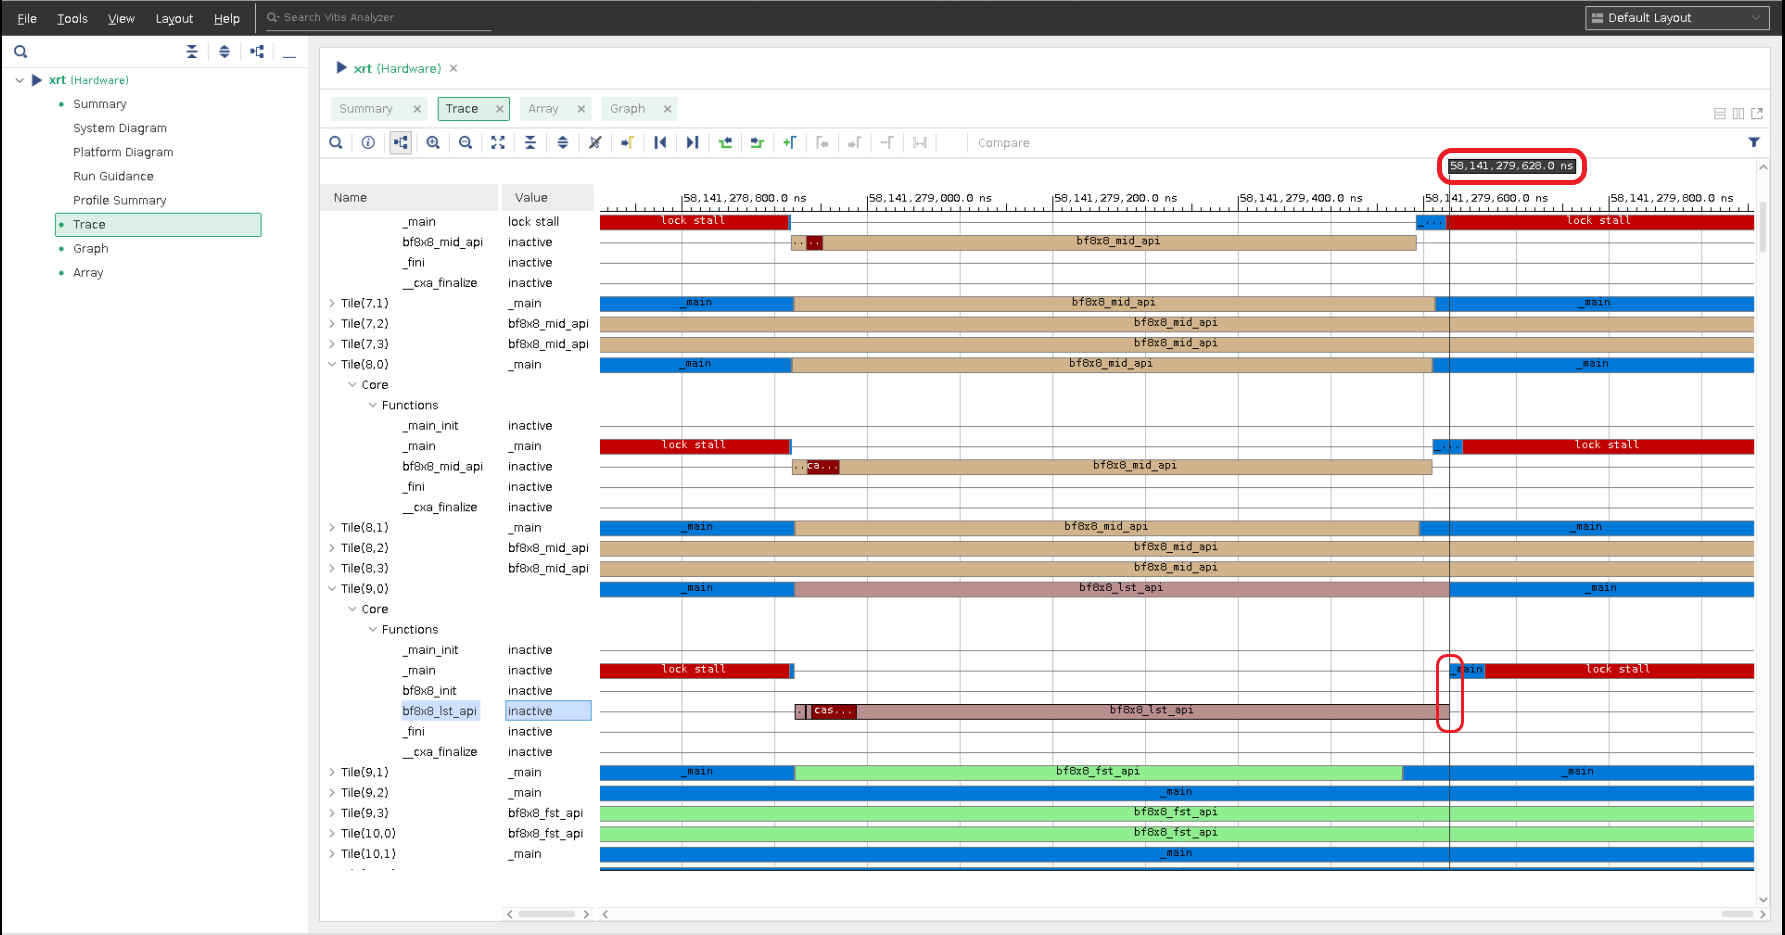 File Tools View Layout Help Search Vitis Analyzer Default Layout
xrt (Hardware)
Summary
System Diagram
Platform Diagram
Run Guidance
Profile Summary
Trace
Graph
Array
xrt (Hardware)
Summary Trace Array Graph
Compare
58,141,279,628.0 ns
Name Value 58,141,278,800.0 ns 58,141,279,000.0 ns 58,141,279,200.0 ns 58,141,279,400.0 ns 58,141,279,600.0 ns 58,141,279,800.0 ns
_main lock stall lock stall _... lock stall
bf8x8_mid_api inactive .. .. bf8x8_mid_api
_fini inactive
__cxa_finalize inactive
Tile(7,1) _main _main bf8x8_mid_api _main
Tile(7,2) bf8x8_mid_api bf8x8_mid_api
Tile(7,3) bf8x8_mid_api bf8x8_mid_api
Tile(8,0) _main _main bf8x8_mid_api _main
Core
Functions
_main_init inactive
_main _main lock stall _... lock stall
bf8x8_mid_api inactive .. ca... bf8x8_mid_api
_fini inactive
__cxa_finalize inactive
Tile(8,1) _main _main bf8x8_mid_api _main
Tile(8,2) bf8x8_mid_api bf8x8_mid_api
Tile(8,3) bf8x8_mid_api bf8x8_mid_api
Tile(9,0) _main _main bf8x8_lst_api _main
Core
Functions
_main_init inactive
_main inactive lock stall _main lock stall
bf8x8_init inactive
bf8x8_lst_api inactive . cas... bf8x8_lst_api
_fini inactive
__cxa_finalize inactive
Tile(9,1) _main _main bf8x8_fst_api _main
Tile(9,2) _main _main
Tile(9,3) bf8x8_fst_api bf8x8_fst_api
Tile(10,0) bf8x8_fst_api bf8x8_fst_api
Tile(10,1) _main _main